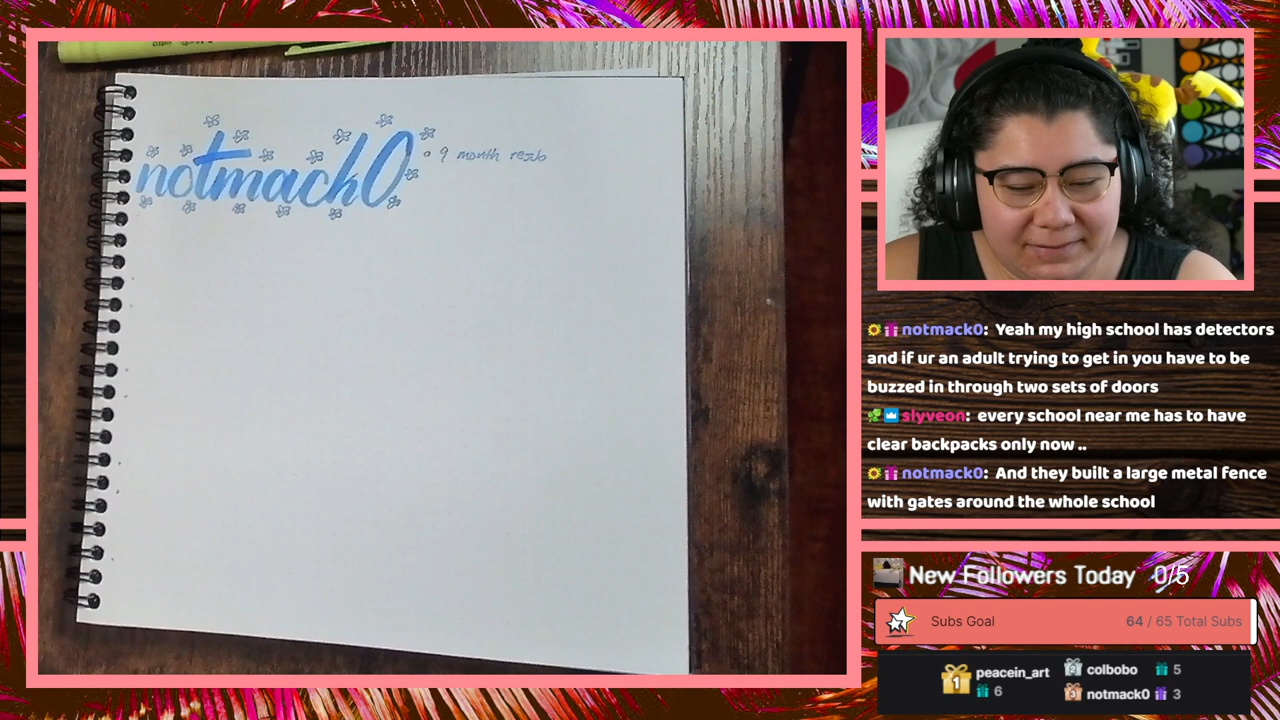 notmack0 • 9 month resub
notmack0: Yeah my high school has detectors
and if ur an adult trying to get in you have to be
buzzed in through two sets of doors
slyveon: every school near me has to have
clear backpacks only now ..
notmack0: And they built a large metal fence
with gates around the whole school
New Followers Today 0/5
Subs Goal 64 / 65 Total Subs
1 peacein_art 6
2 colbobo 5
3 notmack0 3